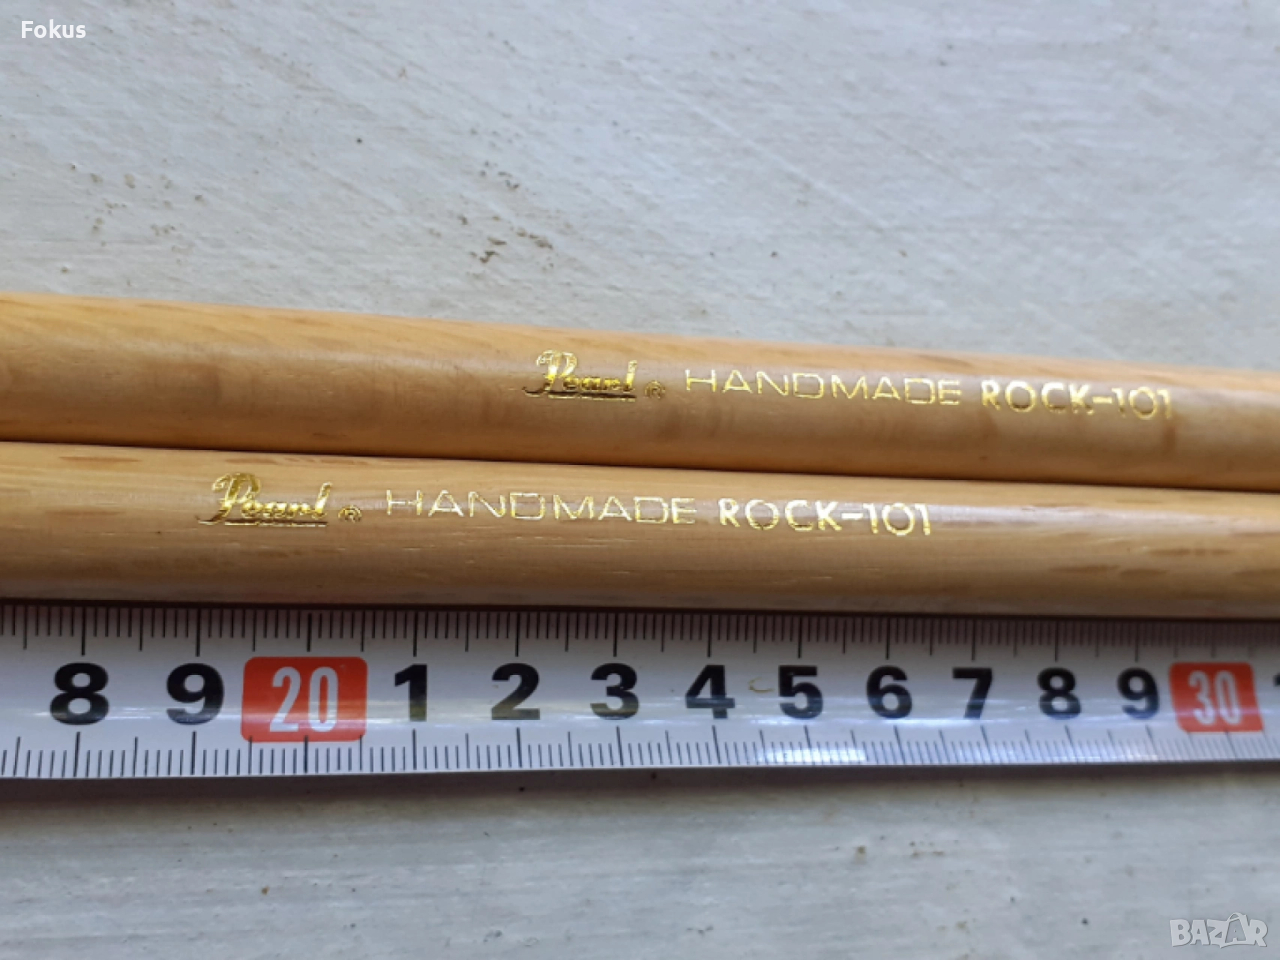 Fokus
Pearl ® HANDMADE ROCK-101
Pearl ® HANDMADE ROCK-101
8 9 20 1 2 3 4 5 6 7 8 9 30
BAZAR